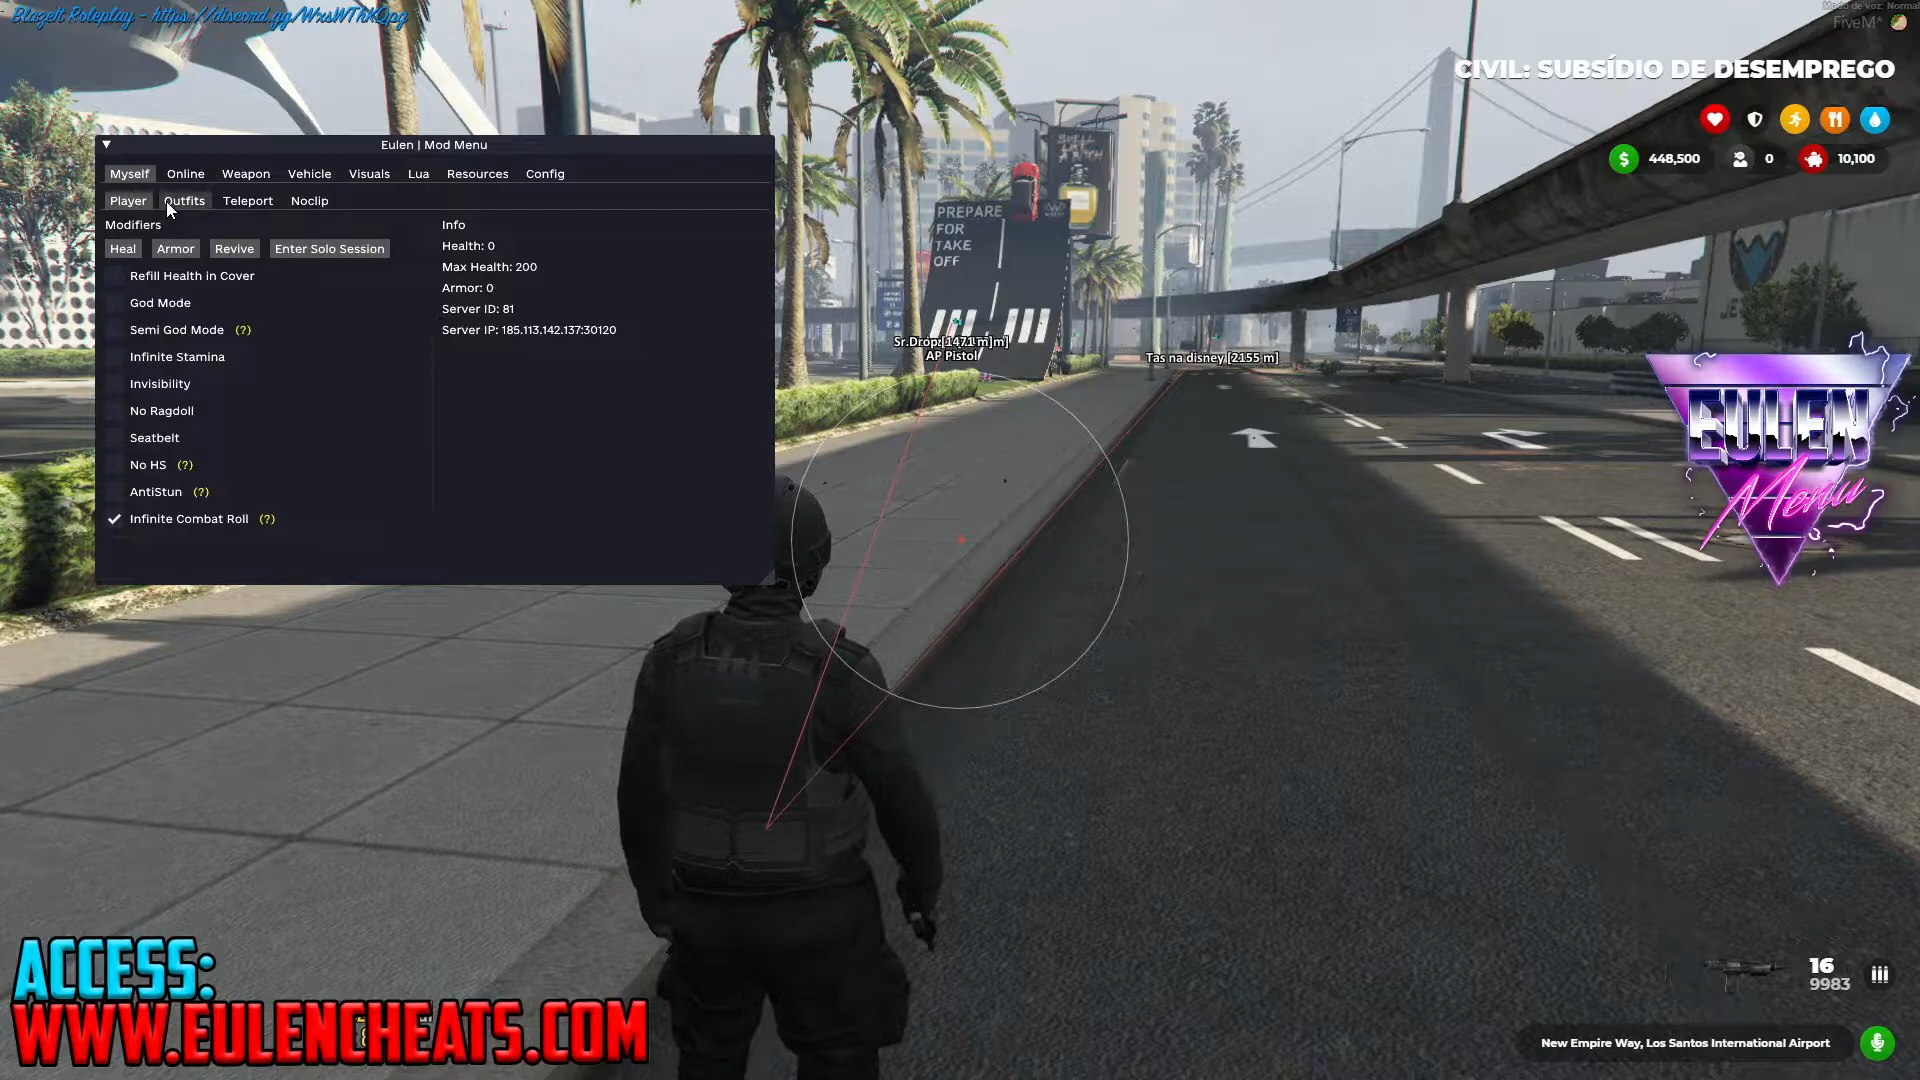 BlazeIt Roleplay - https://discord.gg/WxsWThKQpg
Modo de voz: Normal
FiveM*
CIVIL: SUBSÍDIO DE DESEMPREGO
448,500
0
10,100
Eulen | Mod Menu
Myself Online Weapon Vehicle Visuals Lua Resources Config
Player Outfits Teleport Noclip
Modifiers
Heal Armor Revive Enter Solo Session
Refill Health in Cover
God Mode
Semi God Mode (?)
Infinite Stamina
Invisibility
No Ragdoll
Seatbelt
No HS (?)
AntiStun (?)
Infinite Combat Roll (?)
Info
Health: 0
Max Health: 200
Armor: 0
Server ID: 81
Server IP: 185.113.142.137:30120
PREPARE
FOR
TAKE
OFF
AP Pistol
Tas na disney [2155 m]
EULEN
Menu
ACCESS:
WWW.EULENCHEATS.COM
16
9983
New Empire Way, Los Santos International Airport